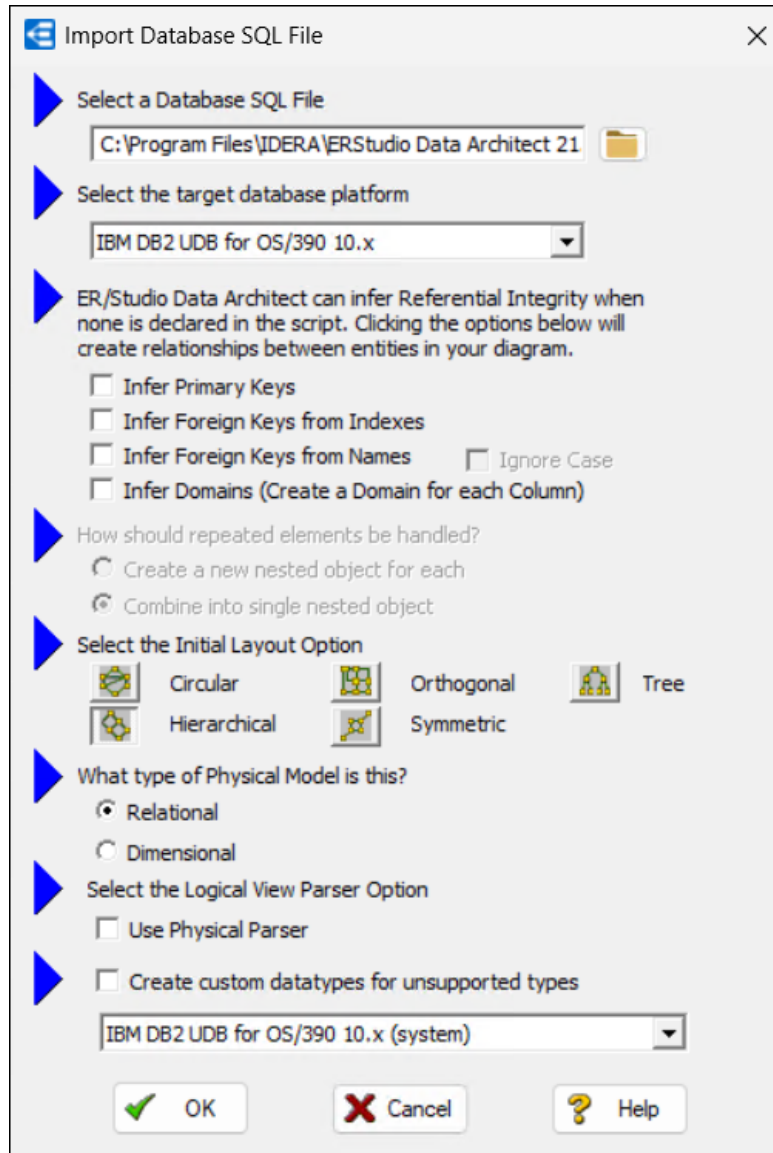 Import Database SQL File
Select a Database SQL File
C:\Program Files\IDERA\ERStudio Data Architect 21
Select the target database platform
IBM DB2 UDB for OS/390 10.x
ER/Studio Data Architect can infer Referential Integrity when
none is declared in the script. Clicking the options below will
create relationships between entities in your diagram.
Infer Primary Keys
Infer Foreign Keys from Indexes
Infer Foreign Keys from Names Ignore Case
Infer Domains (Create a Domain for each Column)
How should repeated elements be handled?
Create a new nested object for each
Combine into single nested object
Select the Initial Layout Option
Circular Orthogonal Tree
Hierarchical Symmetric
What type of Physical Model is this?
Relational
Dimensional
Select the Logical View Parser Option
Use Physical Parser
Create custom datatypes for unsupported types
IBM DB2 UDB for OS/390 10.x (system)
OK Cancel Help